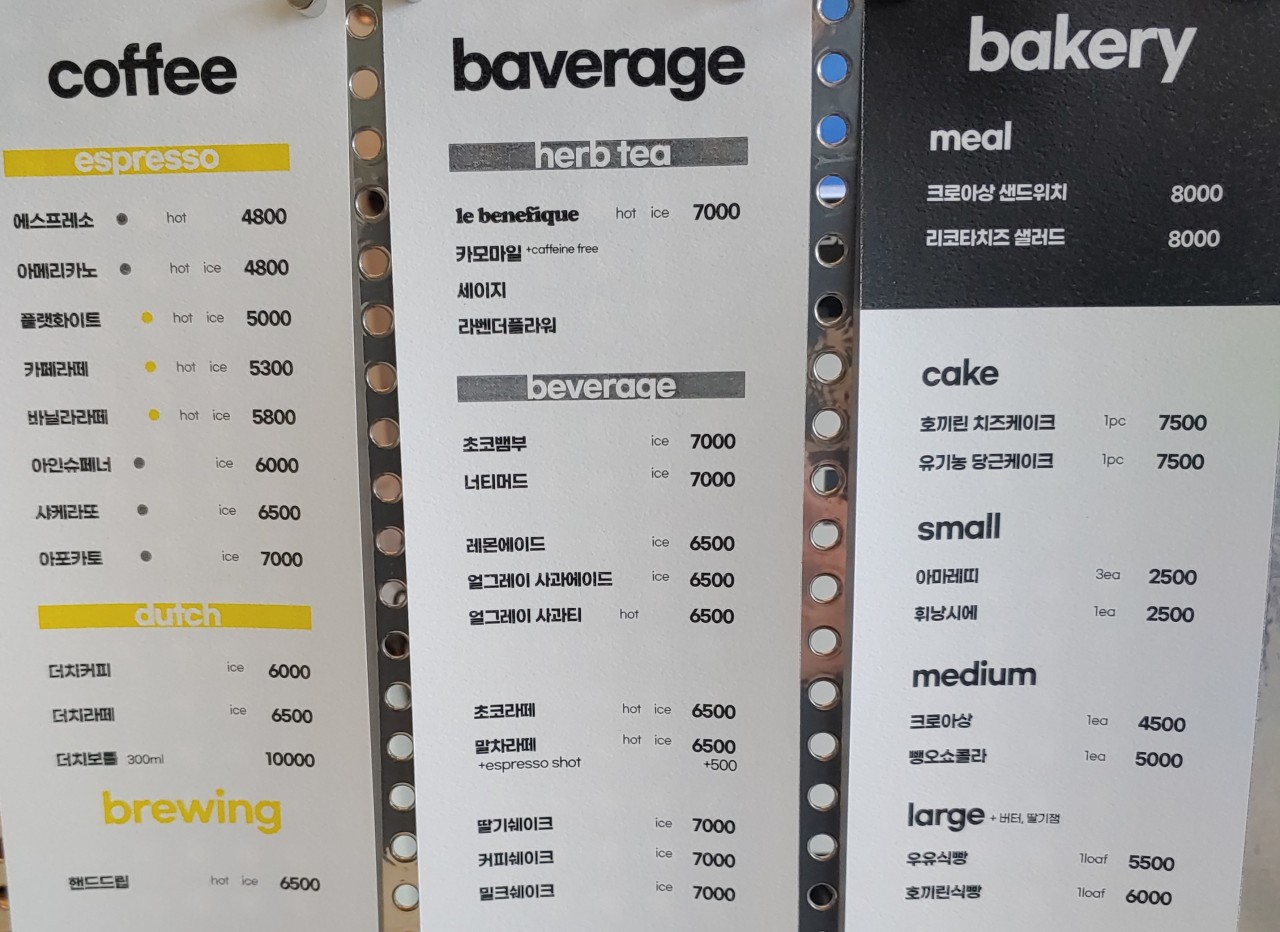 coffee
espresso
에스프레소 hot 4800
아메리카노 hot ice 4800
플랫화이트 hot ice 5000
카페라떼 hot ice 5300
바닐라라떼 hot ice 5800
아인슈페너 ice 6000
샤케라또 ice 6500
아포카토 ice 7000
dutch
더치커피 ice 6000
더치라떼 ice 6500
더치보틀 300ml 10000
brewing
핸드드립 hot ice 6500
baverage
herb tea
le benefique hot ice 7000
카모마일 +caffeine free
세이지
라벤더플라워
beverage
초코뱀부 ice 7000
너티머드 ice 7000
레몬에이드 ice 6500
얼그레이 사과에이드 ice 6500
얼그레이 사과티 hot 6500
초코라떼 hot ice 6500
말차라떼 hot ice 6500
+espresso shot +500
딸기쉐이크 ice 7000
커피쉐이크 ice 7000
밀크쉐이크 ice 7000
bakery
meal
크로아상 샌드위치 8000
리코타치즈 샐러드 8000
cake
호끼린 치즈케이크 1pc 7500
유기농 당근케이크 1pc 7500
small
아마레띠 3ea 2500
휘낭시에 1ea 2500
medium
크로아상 1ea 4500
뺑오쇼콜라 1ea 5000
large + 버터, 딸기잼
우유식빵 1loaf 5500
호끼린식빵 1loaf 6000